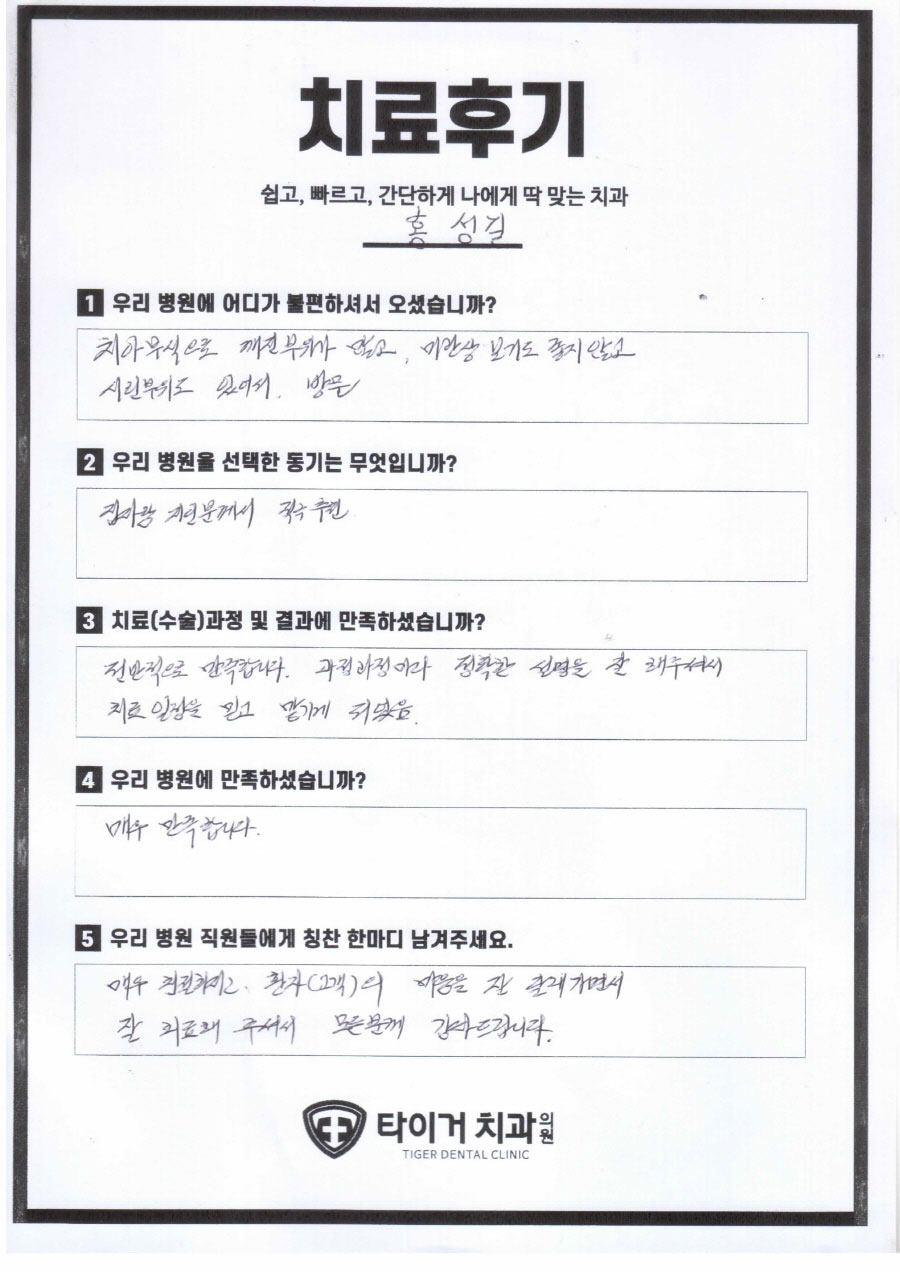 치료후기
쉽고, 빠르고, 간단하게 나에게 딱 맞는 치과
홍성길
1 우리 병원에 어디가 불편하셔서 오셨습니까?
치아부식으로 깨진부위가 많고, 미관상 보기도 좋지않고
시린부위도 있어서. 방문
2 우리 병원을 선택한 동기는 무엇입니까?
지인분께서 적극 추천
3 치료(수술)과정 및 결과에 만족하셨습니까?
전반적으로 만족합니다. 과정과정마다 정확한 설명을 잘 해주셔서
치료 일정을 믿고 맡기게 되었음.
4 우리 병원에 만족하셨습니까?
매우 만족합니다.
5 우리 병원 직원들에게 칭찬 한마디 남겨주세요.
매우 친절하시고, 환자(고객)의 마음을 잘
잘 치료해 주셔서 모든분께 감사드립니다.
타이거 치과의원
TIGER DENTAL CLINIC